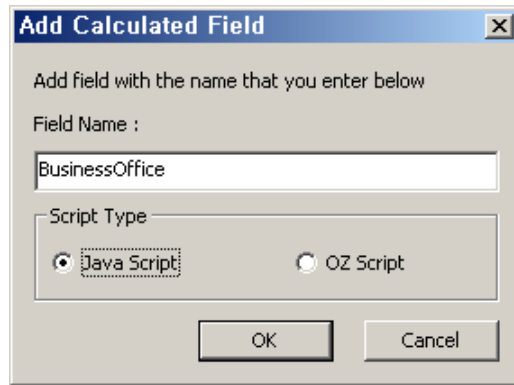 Add Calculated Field
Add field with the name that you enter below
Field Name :
BusinessOffice
Script Type
Java Script
OZ Script
OK
Cancel